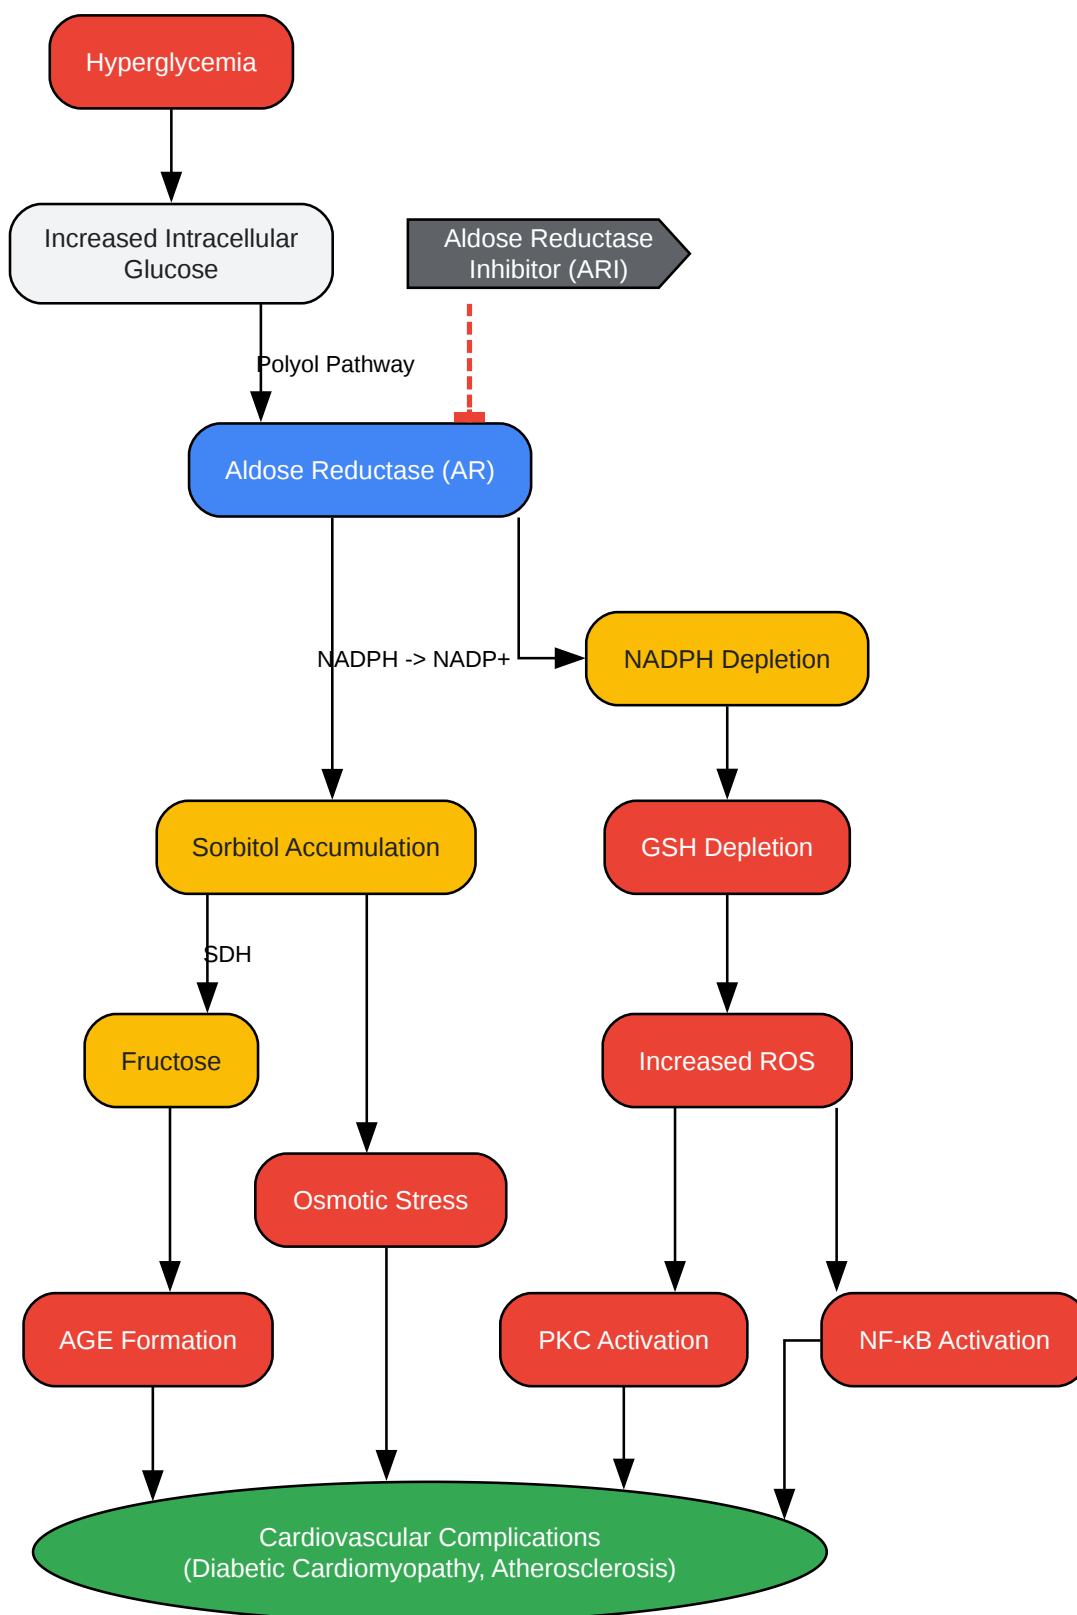 Hyperglycemia
Increased Intracellular
Glucose
Aldose Reductase
Inhibitor (ARI)
Polyol Pathway
Aldose Reductase (AR)
NADPH -> NADP+
NADPH Depletion
Sorbitol Accumulation
GSH Depletion
SDH
Fructose
Increased ROS
Osmotic Stress
AGE Formation
PKC Activation
NF-κB Activation
Cardiovascular Complications
(Diabetic Cardiomyopathy, Atherosclerosis)